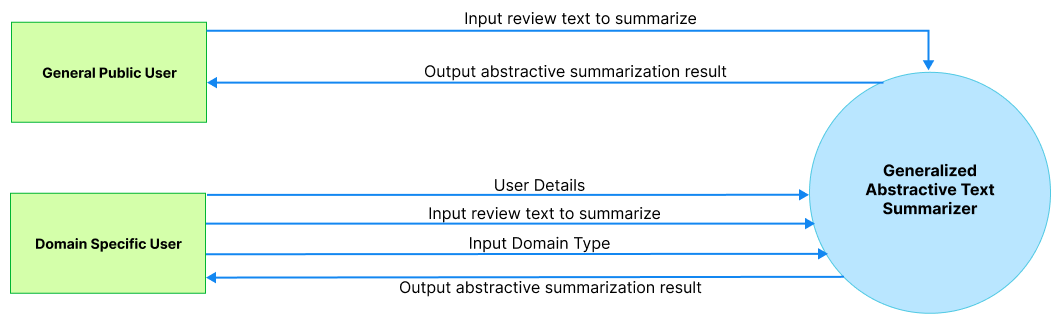 Input review text to summarize
General Public User
Output abstractive summarization result
Generalized
Abstractive Text
Summarizer
User Details
Input review text to summarize
Domain Specific User
Input Domain Type
Output abstractive summarization result